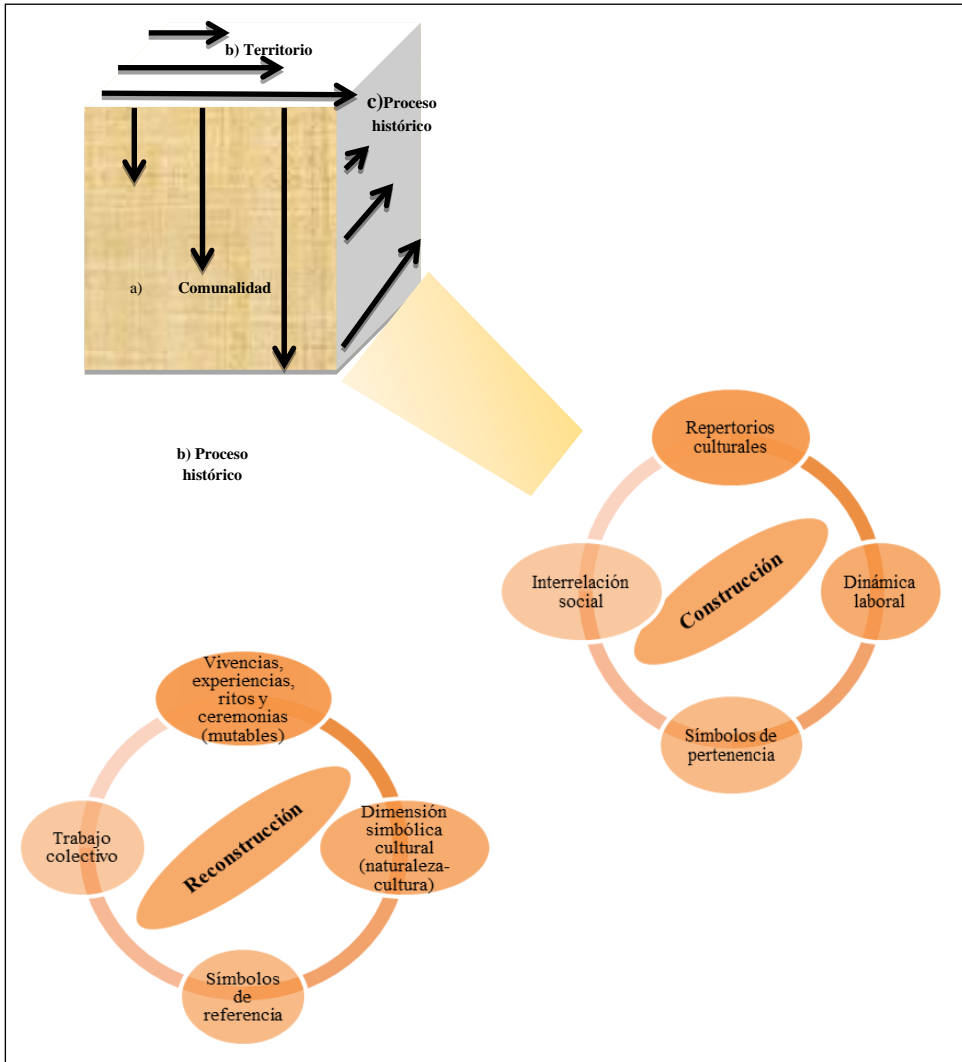 b) Territorio
c)Proceso
histórico
a) Comunalidad
b) Proceso
histórico
Repertorios
culturales
Interrelación
social
Construcción
Dinámica
laboral
Símbolos de
pertenencia
Vivencias,
experiencias,
ritos y
ceremonias
(mutables)
Trabajo
colectivo
Reconstrucción
Dimensión
simbólica
cultural
(naturaleza-
cultura)
Símbolos
de
referencia